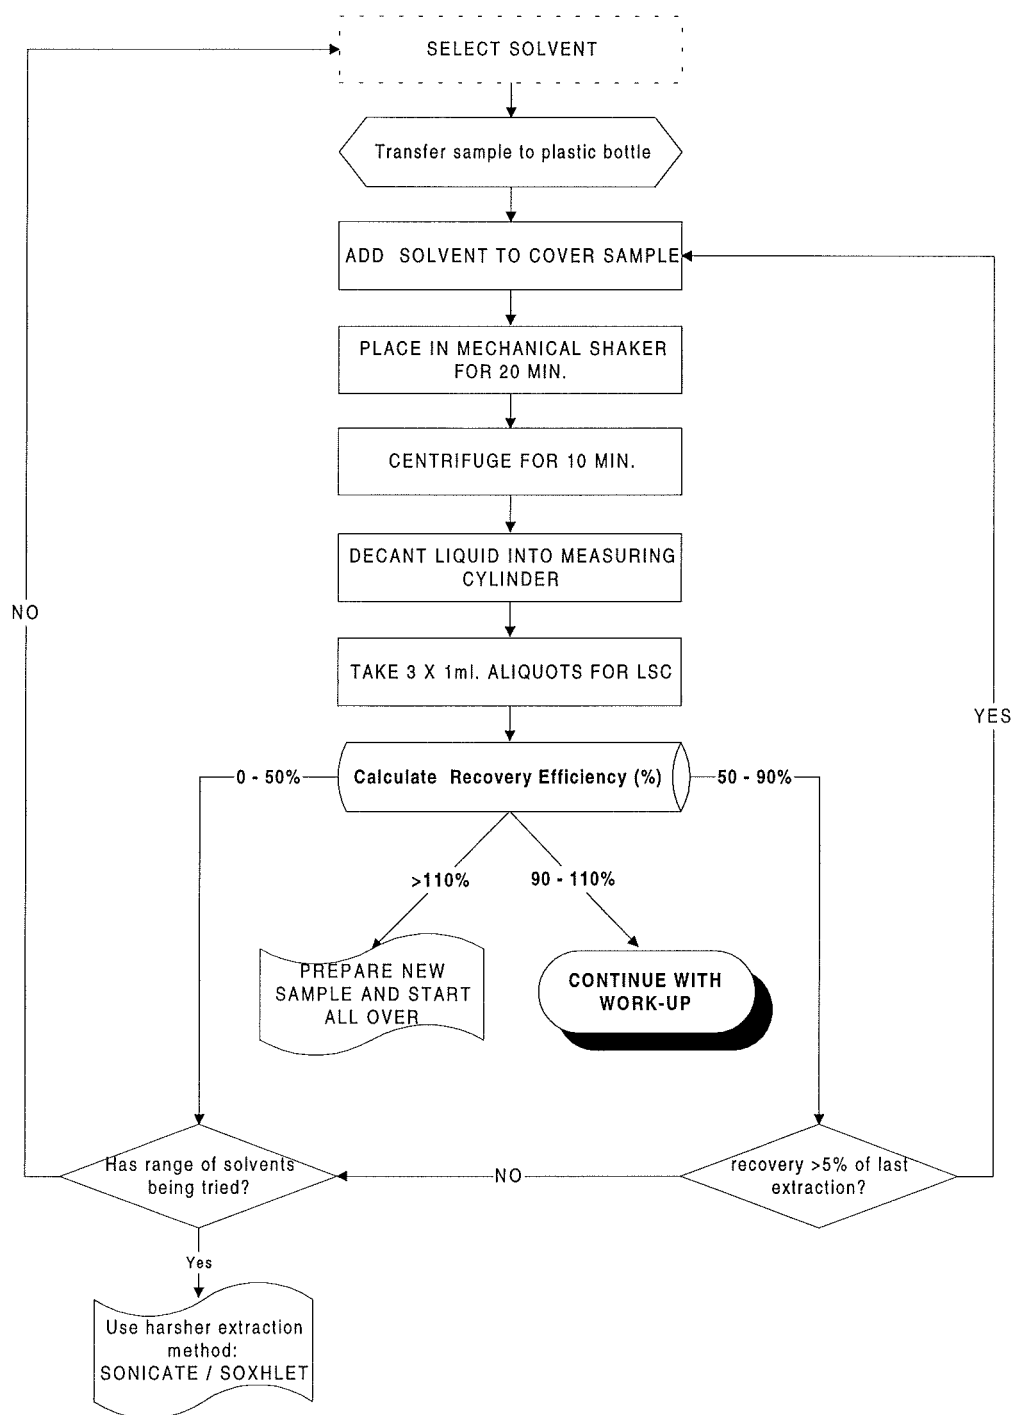 SELECT SOLVENT
Transfer sample to plastic bottle
ADD SOLVENT TO COVER SAMPLE
PLACE IN MECHANICAL SHAKER
FOR 20 MIN.
CENTRIFUGE FOR 10 MIN.
DECANT LIQUID INTO MEASURING
CYLINDER
NO
TAKE 3 X 1ml. ALIQUOTS FOR LSC
YES
0 - 50%
Calculate Recovery Efficiency (%)
50 - 90%
>110%
90 - 110%
PREPARE NEW
SAMPLE AND START
ALL OVER
CONTINUE WITH
WORK-UP
Has range of solvents
being tried?
NO
recovery >5% of last
extraction?
Yes
Use harsher extraction
method:
SONICATE / SOXHLET